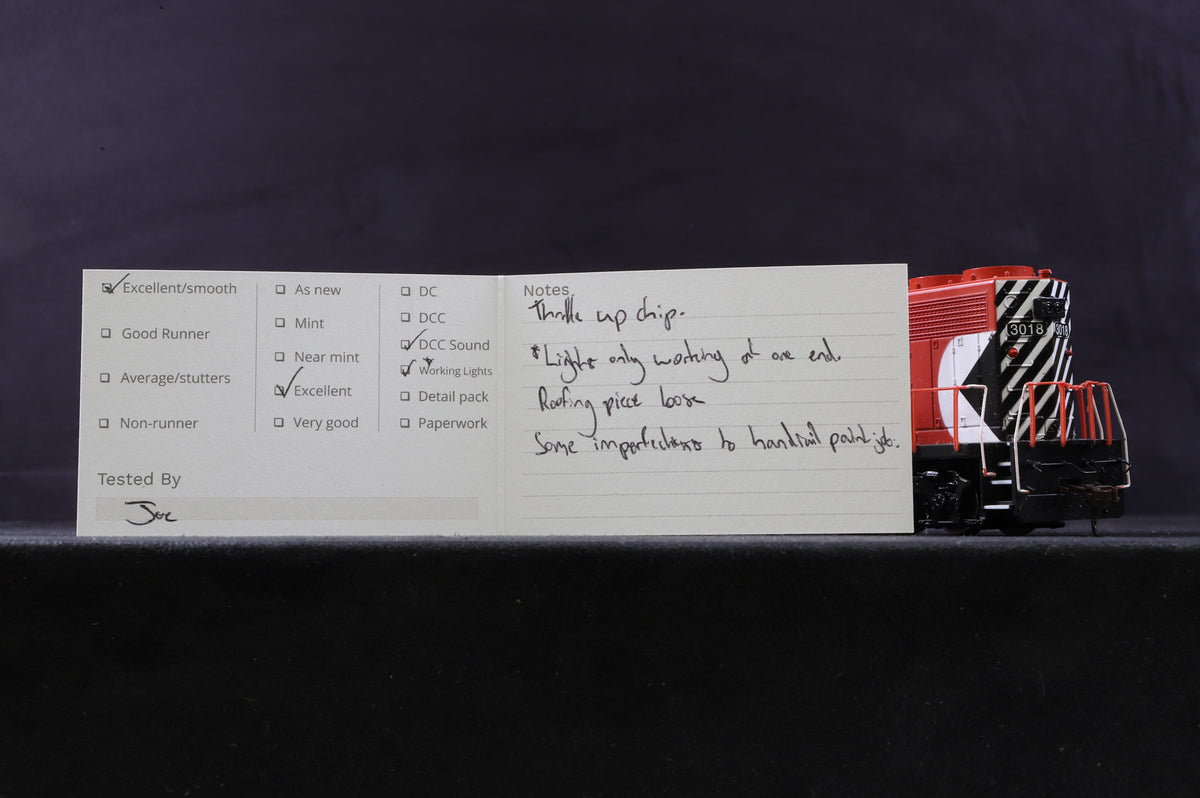 Excellent/smooth
Good Runner
Average/stutters
Non-runner
As new
Mint
Near mint
Excellent
Very good
DC
DCC
DCC Sound
*
Working Lights
Detail pack
Paperwork
Tested By
Joe
Notes
Throttle up chip.
*Lights only working at one end.
Roofing piece loose
Some imperfections to handrail paint job.
3018
3018